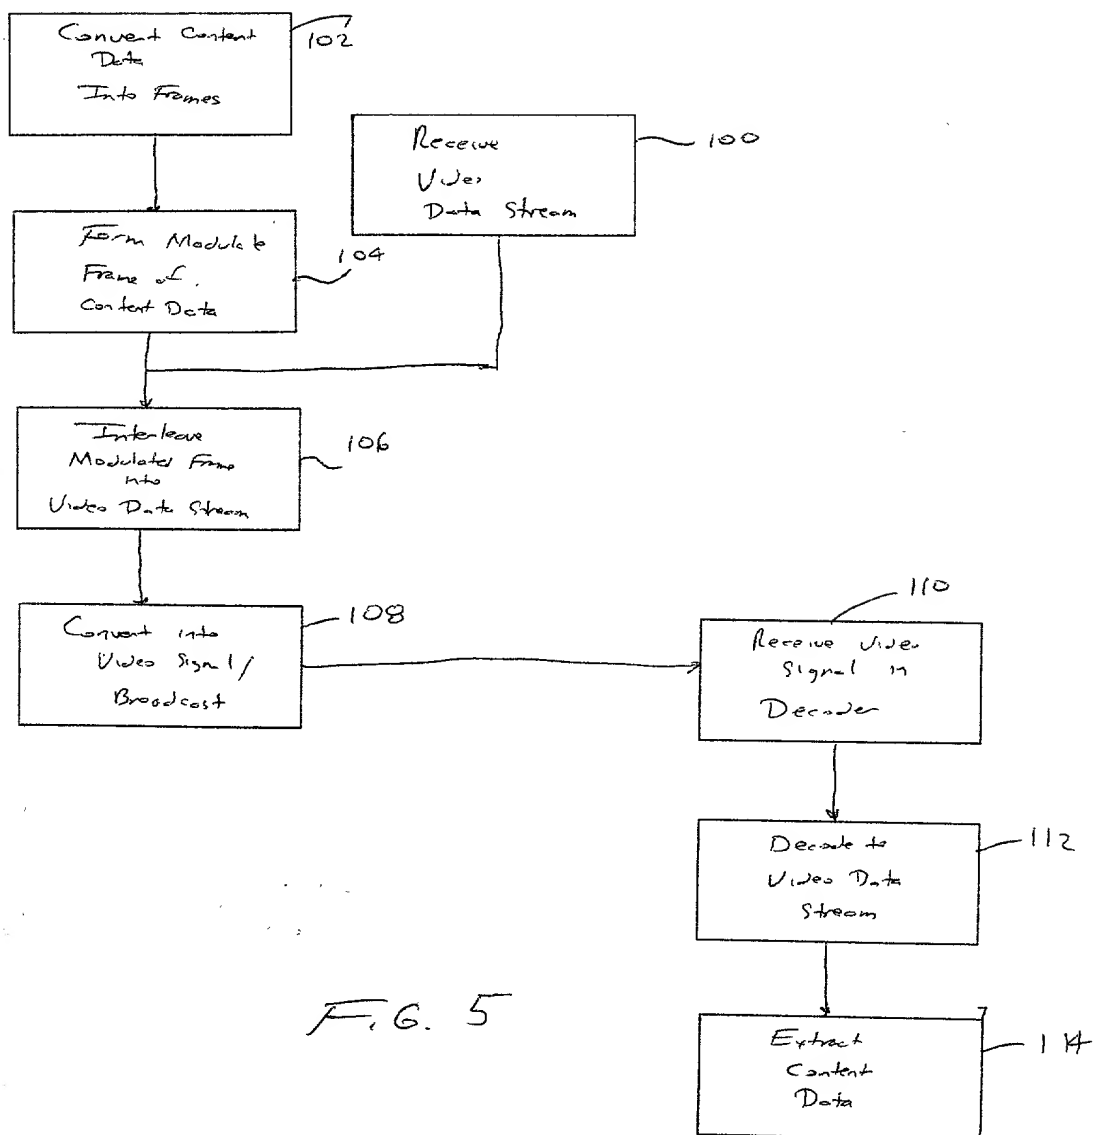 Convert Content
Data
Into Frames
102
Receive
Video
Data Stream
100
Form Modulate
Frame of
Content Data
104
Interleave
Modulated Frame
into
Video Data Stream
106
Convert into
Video Signal/
Broadcast
108
Receive Video
Signal in
Decoder
110
Decode to
Video Data
Stream
112
Extract
Content
Data
114
FIG. 5